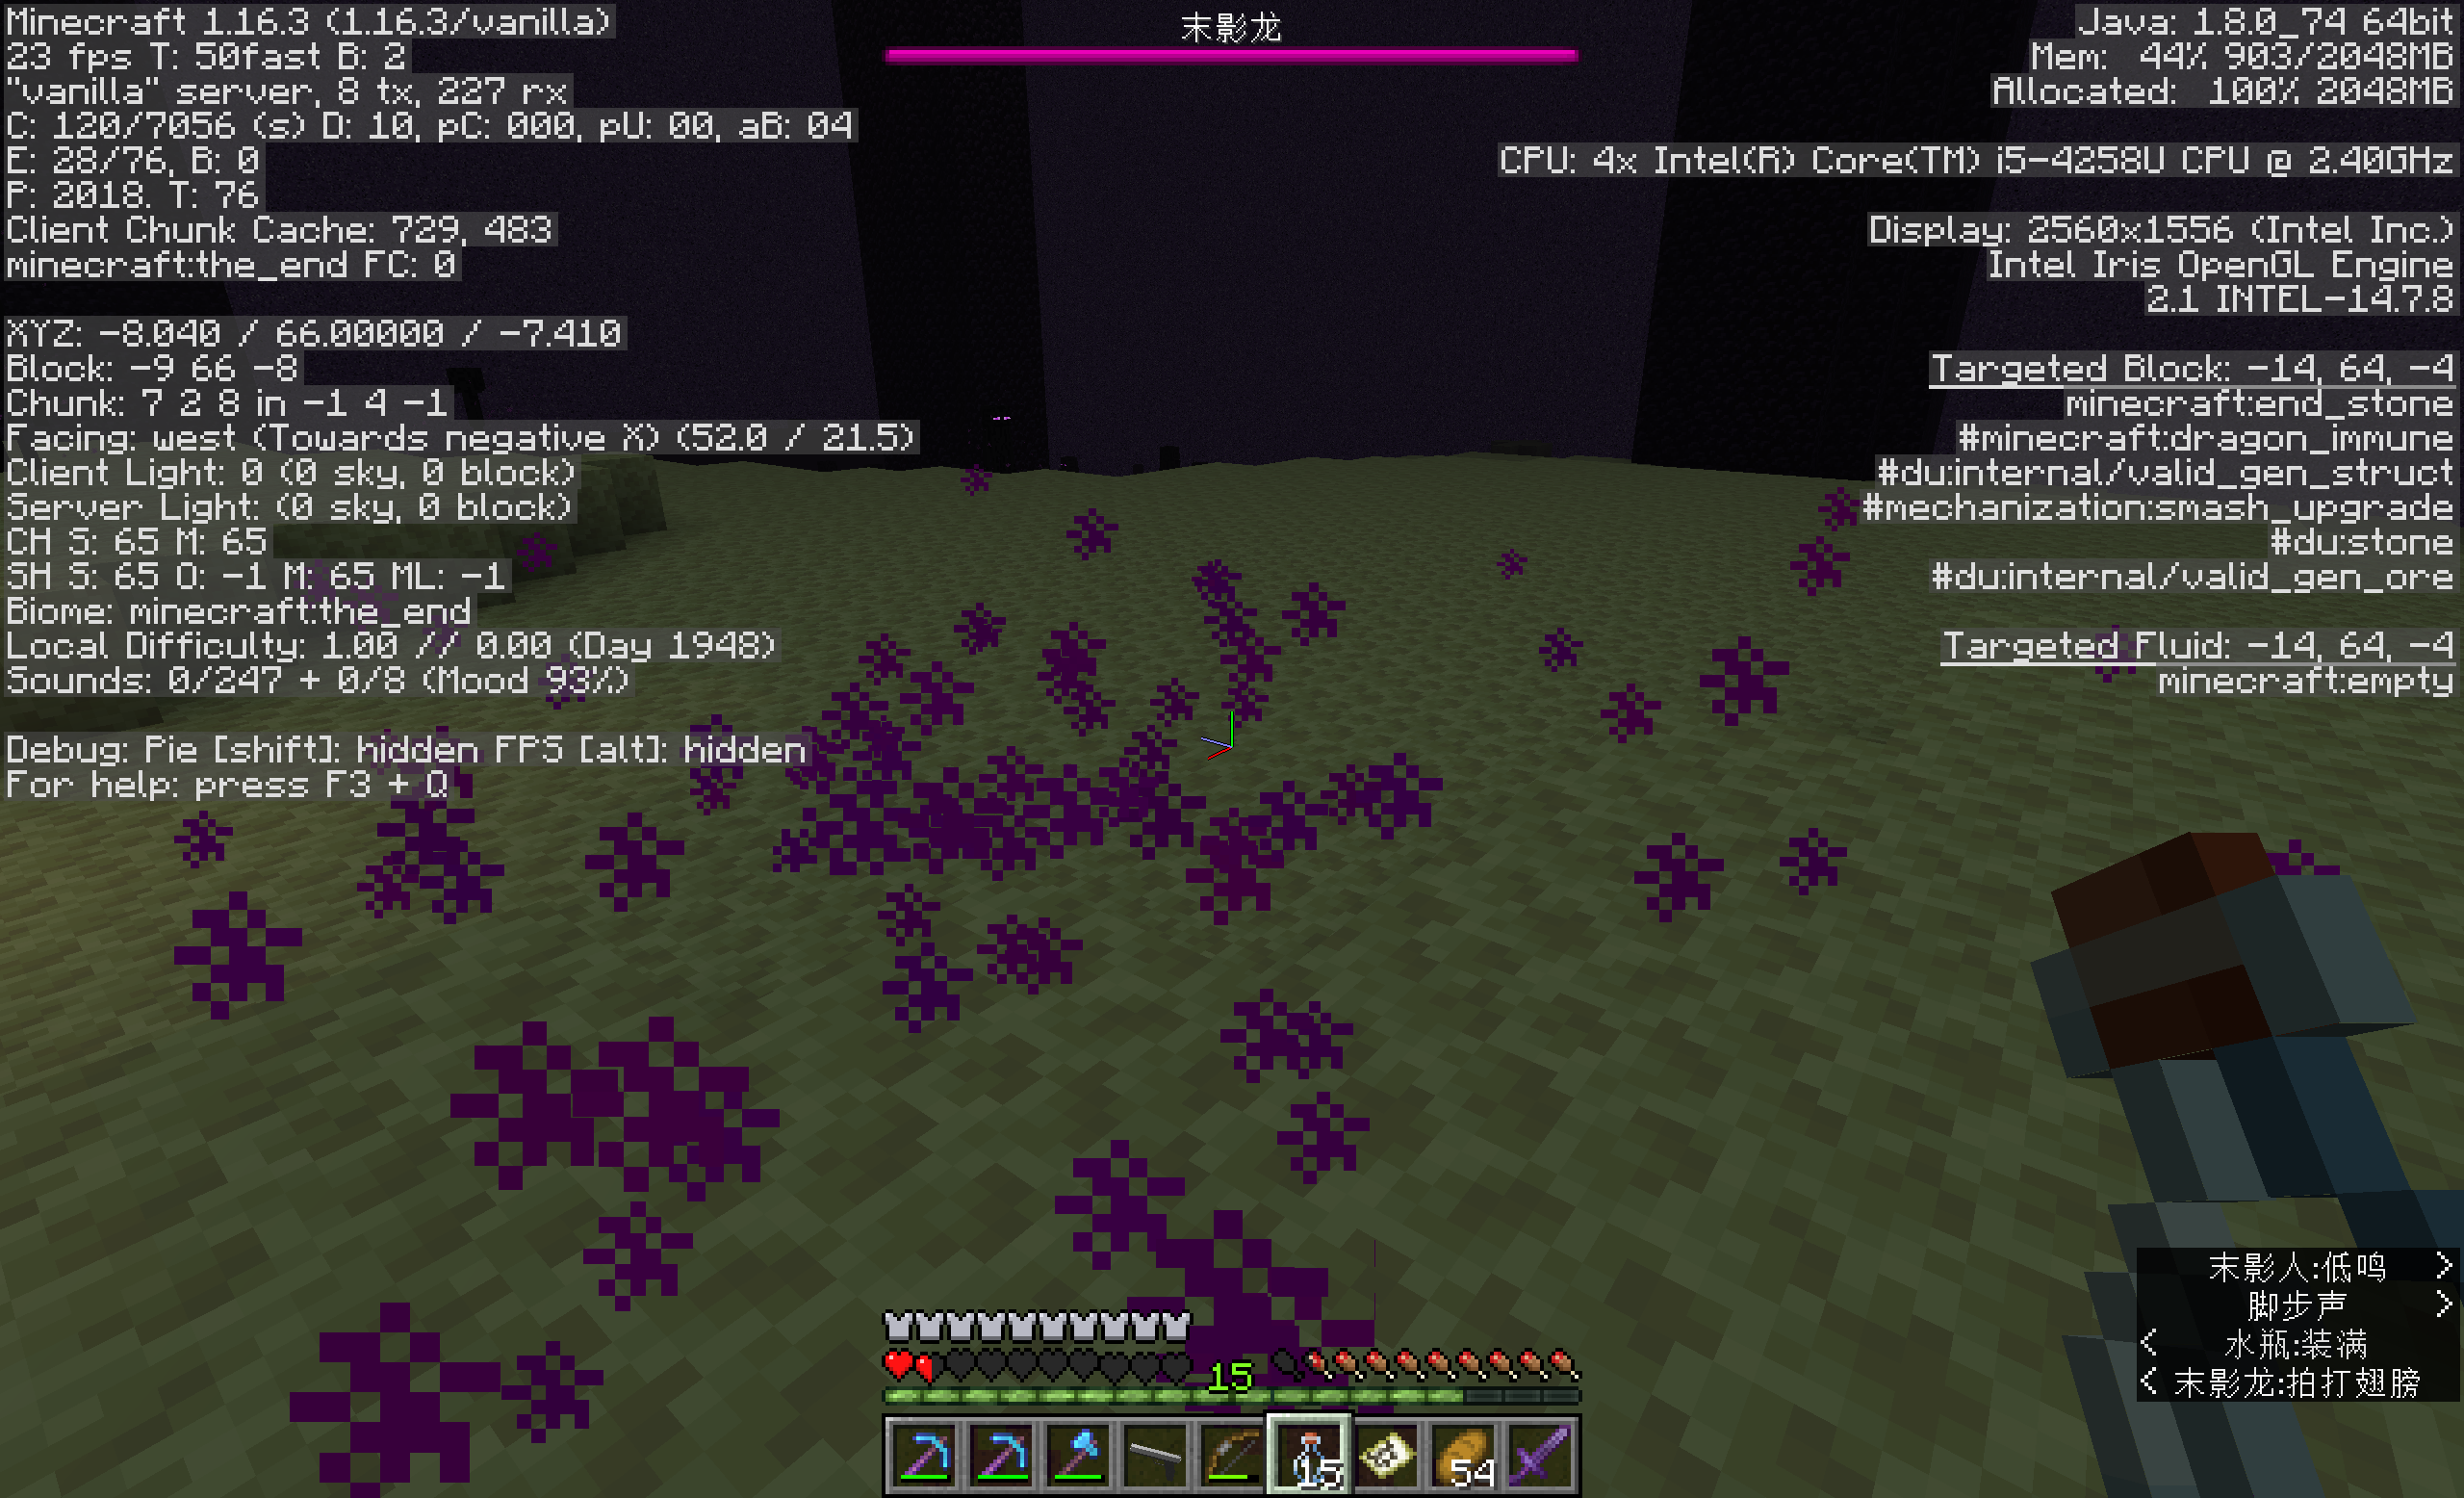 Minecraft 1.16.3 (1.16.3/vanilla)
23 fps T: 50fast B: 2
"vanilla" server, 8 tx, 227 rx
C: 120/7056 (s) D: 10, pC: 000, pU: 00, aB: 04
E: 28/76, B: 0
P: 2018. T: 76
Client Chunk Cache: 729, 483
minecraft:the_end FC: 0
XYZ: -8.040 / 66.00000 / -7.410
Block: -9 66 -8
Chunk: 7 2 8 in -1 4 -1
Facing: west (Towards negative X) (52.0 / 21.5)
Client Light: 0 (0 sky, 0 block)
Server Light: (0 sky, 0 block)
CH S: 65 M: 65
SH S: 65 O: -1 M: 65 ML: -1
Biome: minecraft:the_end
Local Difficulty: 1.00 // 0.00 (Day 1948)
Sounds: 0/247 + 0/8 (Mood 93%)
Debug: Pie [shift]: hidden FPS [alt]: hidden
For help: press F3 + Q
末影龙
Java: 1.8.0_74 64bit
Mem: 44% 903/2048MB
Allocated: 100% 2048MB
CPU: 4x Intel(R) Core(TM) i5-4258U CPU @ 2.40GHz
Display: 2560x1556 (Intel Inc.)
Intel Iris OpenGL Engine
2.1 INTEL-14.7.8
Targeted Block: -14, 64, -4
minecraft:end_stone
#minecraft:dragon_immune
#du:internal/valid_gen_struct
#mechanization:smash_upgrade
#du:stone
#du:internal/valid_gen_ore
Targeted Fluid: -14, 64, -4
minecraft:empty
末影人:低鸣 >
脚步声 >
< 水瓶:装满
< 末影龙:拍打翅膀
15
15
54